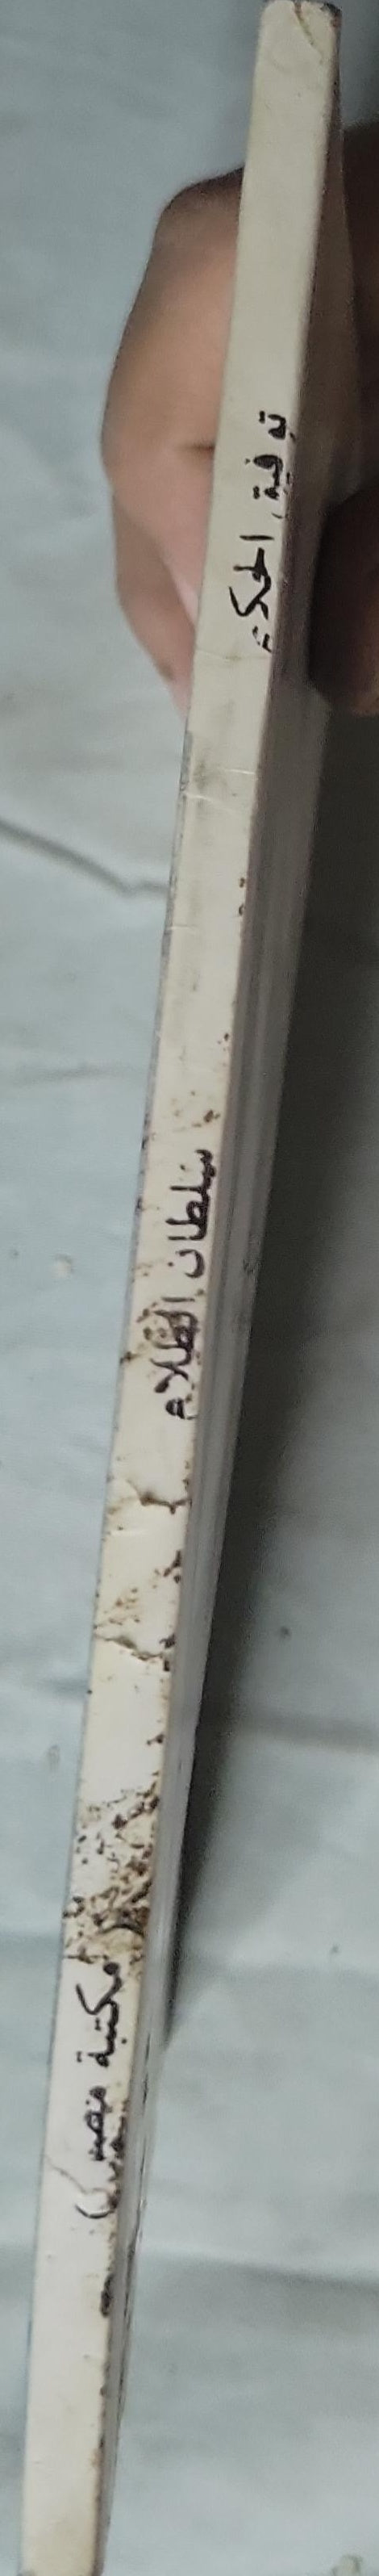 توفيق الحكيم
سلطان الظلام
مكتبة مصر